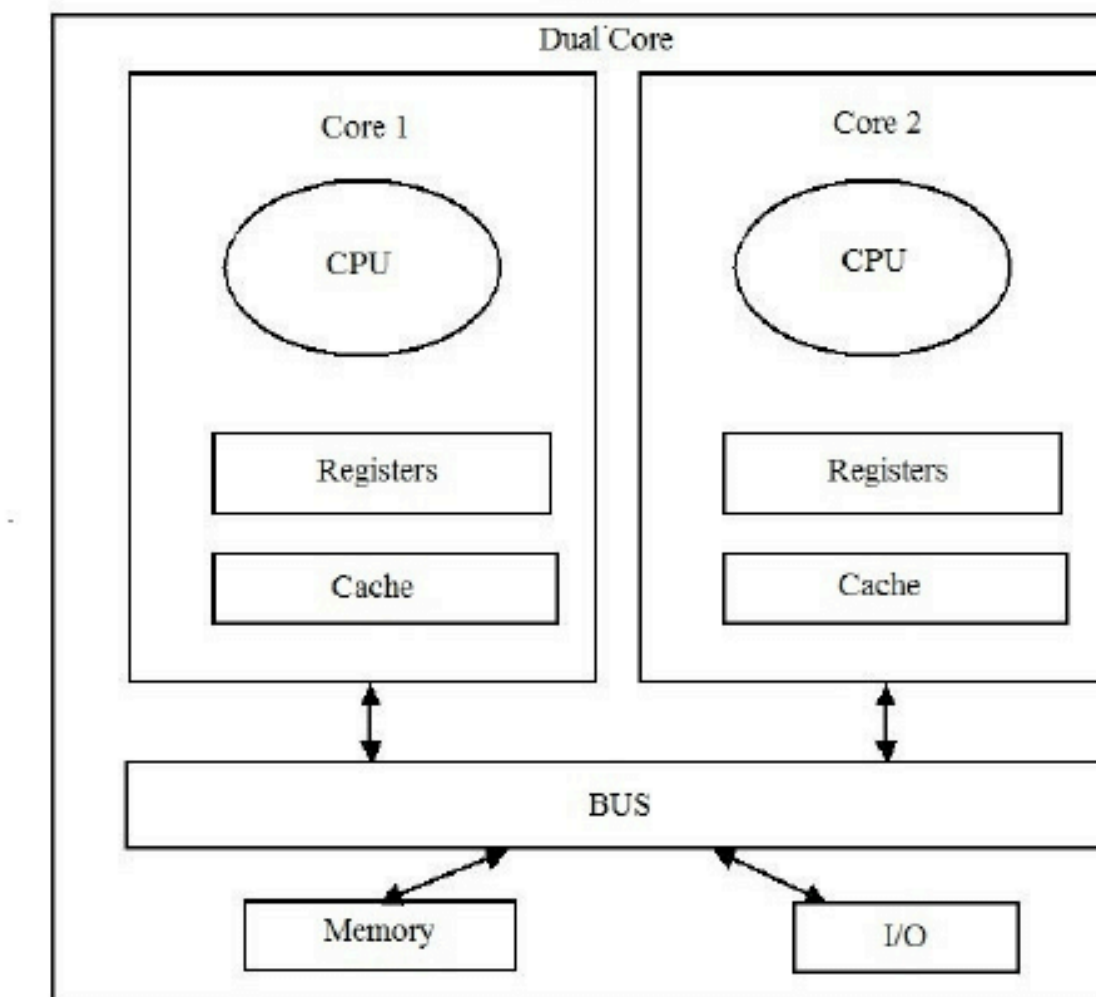 Dual Core
Core 1
CPU
Registers
Cache
Core 2
CPU
Registers
Cache
BUS
Memory
I/O